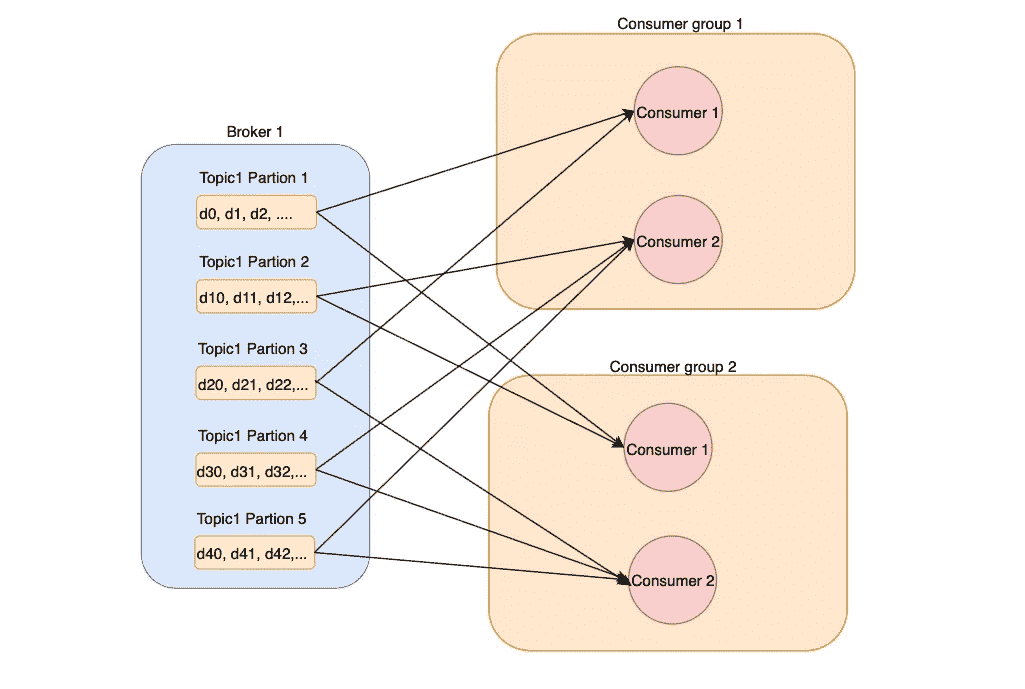 Consumer group 1
Consumer 1
Consumer 2
Broker 1
Topic1 Partion 1
d0, d1, d2, ....
Topic1 Partion 2
d10, d11, d12,...
Topic1 Partion 3
d20, d21, d22,...
Topic1 Partion 4
d30, d31, d32,...
Topic1 Partion 5
d40, d41, d42,...
Consumer group 2
Consumer 1
Consumer 2